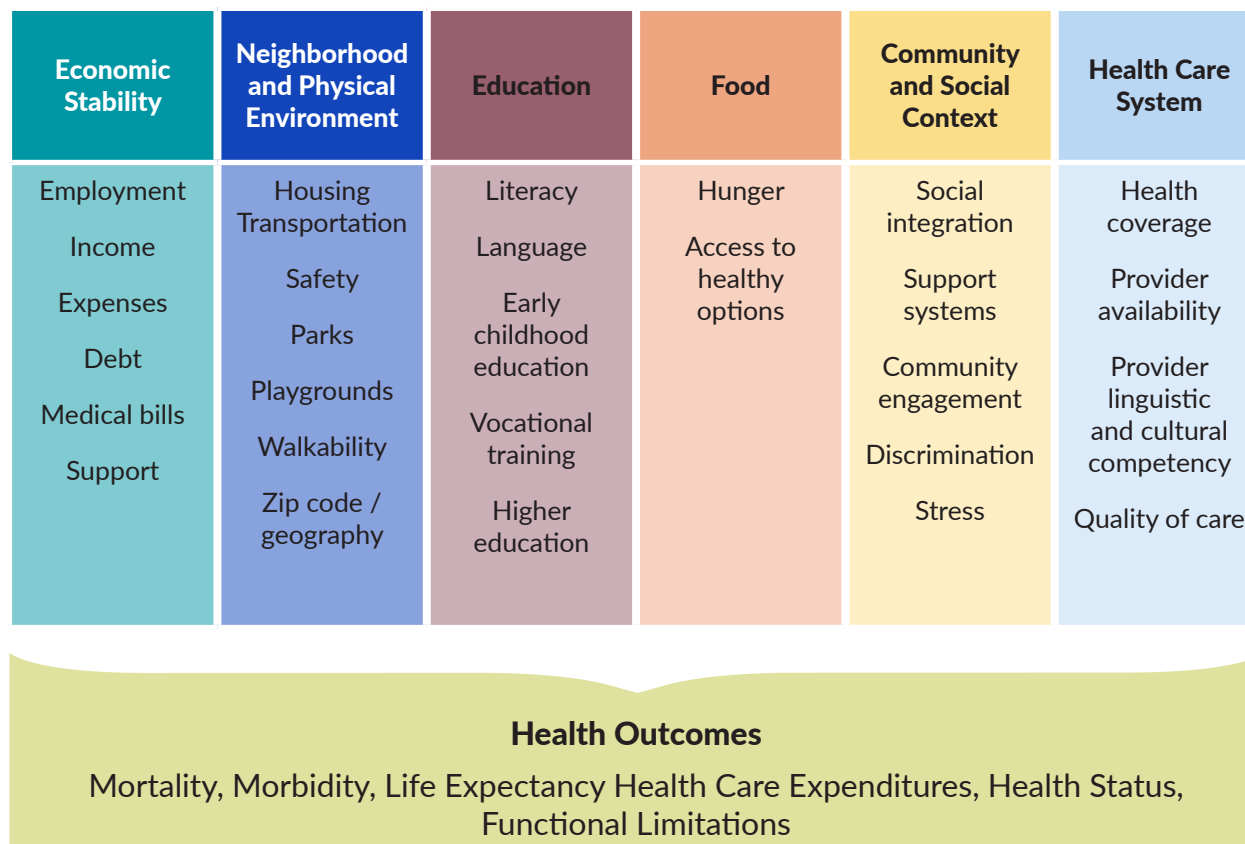 Economic
Stability
Neighborhood
and Physical
Environment
Education
Food
Community
and Social
Context
Health Care
System
Employment
Income
Expenses
Debt
Medical bills
Support
Housing
Transportation
Safety
Parks
Playgrounds
Walkability
Zip code /
geography
Literacy
Language
Early
childhood
education
Vocational
training
Higher
education
Hunger
Access to
healthy
options
Social
integration
Support
systems
Community
engagement
Discrimination
Stress
Health
coverage
Provider
availability
Provider
linguistic
and cultural
competency
Quality of care
Health Outcomes
Mortality, Morbidity, Life Expectancy Health Care Expenditures, Health Status,
Functional Limitations